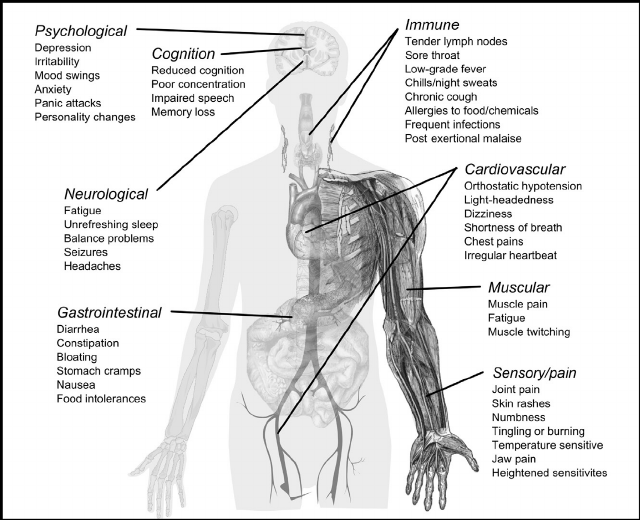 Psychological
Depression
Irritability
Mood swings
Anxiety
Panic attacks
Personality changes
Cognition
Reduced cognition
Poor concentration
Impaired speech
Memory loss
Immune
Tender lymph nodes
Sore throat
Low-grade fever
Chills/night sweats
Chronic cough
Allergies to food/chemicals
Frequent infections
Post exertional malaise
Neurological
Fatigue
Unrefreshing sleep
Balance problems
Seizures
Headaches
Cardiovascular
Orthostatic hypotension
Light-headedness
Dizziness
Shortness of breath
Chest pains
Irregular heartbeat
Gastrointestinal
Diarrhea
Constipation
Bloating
Stomach cramps
Nausea
Food intolerances
Muscular
Muscle pain
Fatigue
Muscle twitching
Sensory/pain
Joint pain
Skin rashes
Numbness
Tingling or burning
Temperature sensitive
Jaw pain
Heightened sensitivites